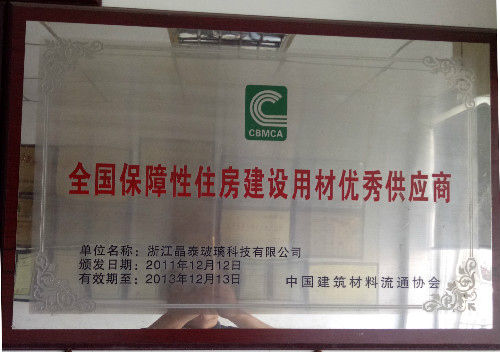 CBMCA
全国保障性住房建设用材优秀供应商
单位名称：浙江晶泰玻璃科技有限公司
颁发日期：2011年12月12日
有效期至：2013年12月13日
中国建筑材料流通协会